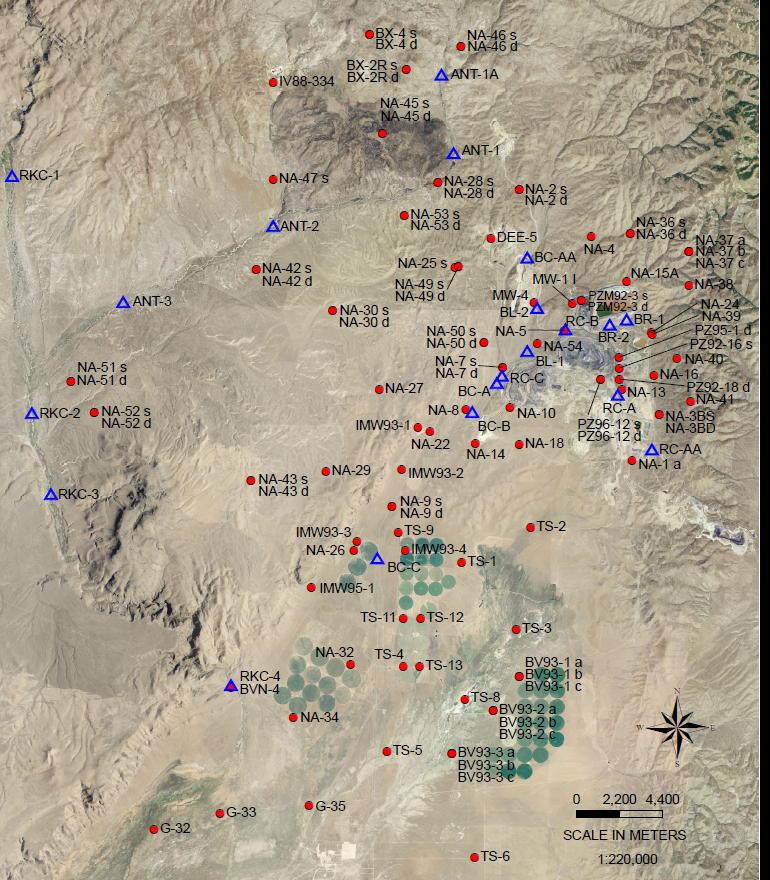 BX-4 s
BX-4 d
NA-46 s
NA-46 d
BX-2R s
BX-2R d
ANT-1A
IV88-334
NA-45 s
NA-45 d
ANT-1
RKC-1
NA-47 s
NA-28 s
NA-28 d
NA-2 s
NA-2 d
NA-53 s
NA-53 d
ANT-2
DEE-5
NA-4
NA-36 s
NA-36 d
NA-37 a
NA-37 b
NA-37 c
NA-42 s
NA-42 d
NA-25 s
NA-49 s
NA-49 d
BC-AA
MW-1 I
NA-15A
NA-38
ANT-3
NA-30 s
NA-30 d
MW-4
BL-2
PZM92-3 s
PZM92-3 d
NA-24
NA-39
PZ95-1 d
PZ92-16 s
RC-B
BR-1
BR-2
NA-5
NA-50 s
NA-50 d
NA-54
BL-1
NA-40
NA-7 s
NA-7 d
RC-C
BC-A
NA-16
PZ92-18 d
NA-51 s
NA-51 d
NA-27
NA-13
NA-41
RC-A
RKC-2
NA-52 s
NA-52 d
NA-8
NA-10
BC-B
NA-3BS
NA-3BD
PZ96-12 s
PZ96-12 d
IMW93-1
NA-22
NA-14
NA-18
RC-AA
NA-1 a
NA-29
IMW93-2
NA-43 s
NA-43 d
RKC-3
NA-9 s
NA-9 d
TS-2
IMW93-3
TS-9
NA-26
IMW93-4
BC-C
TS-1
IMW95-1
TS-11
TS-12
TS-3
NA-32
TS-4
TS-13
BV93-1 a
BV93-1 b
BV93-1 c
RKC-4
BVN-4
TS-8
BV93-2 a
BV93-2 b
BV93-2 c
NA-34
TS-5
BV93-3 a
BV93-3 b
BV93-3 c
N
W
E
S
G-35
G-33
G-32
0 2,200 4,400
SCALE IN METERS
1:220,000
TS-6